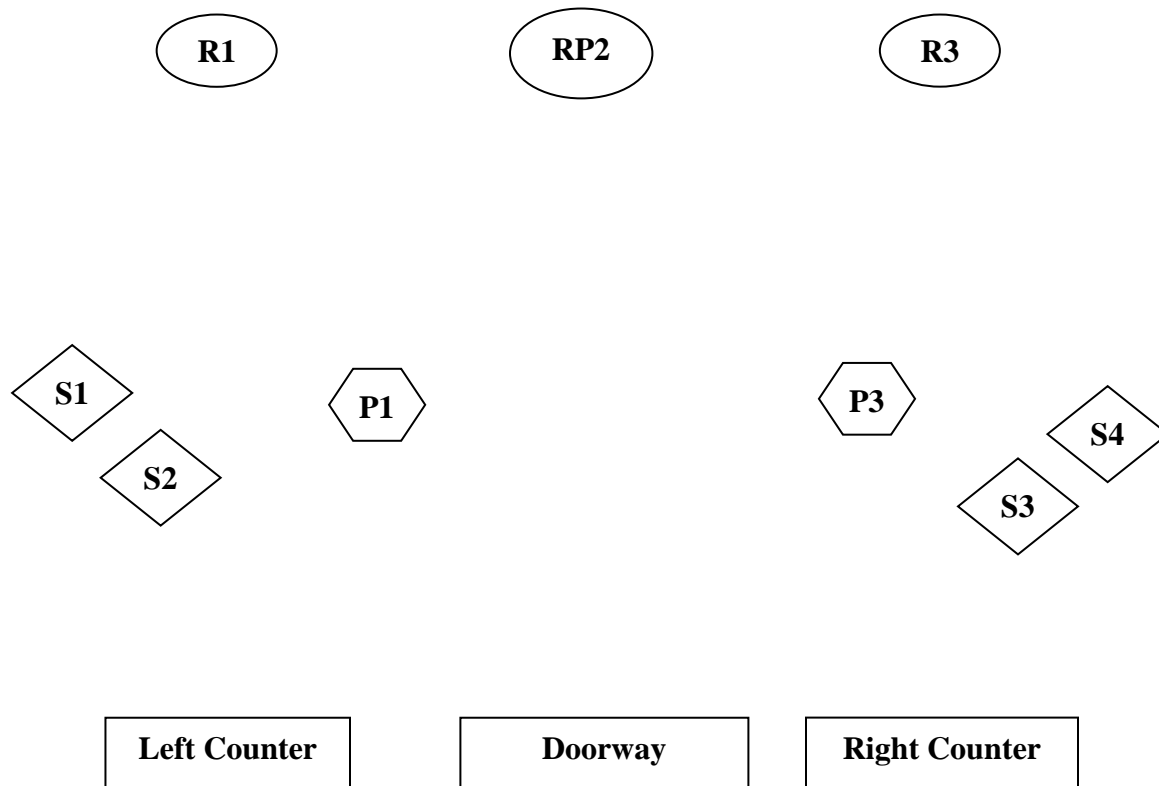 R1
RP2
R3
S1
P1
P3
S4
S2
S3
Left Counter
Doorway
Right Counter